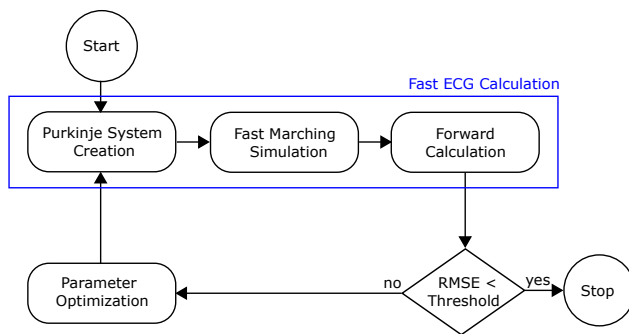 Start
Fast ECG Calculation
Purkinje System
Creation
Fast Marching
Simulation
Forward
Calculation
Parameter
Optimization
no
RMSE <
Threshold
yes
Stop